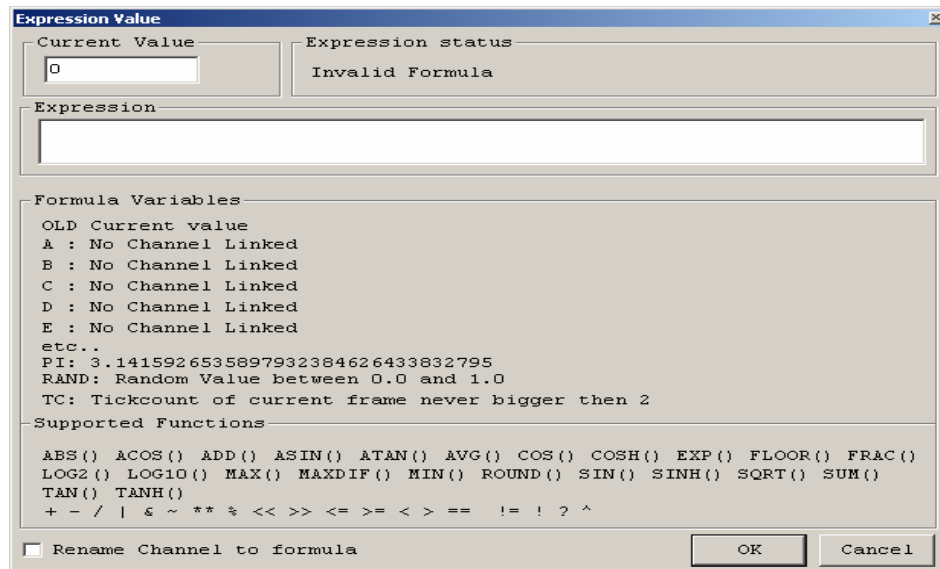 Expression Value
Current Value
Expression status
0
Invalid Formula
Expression
Formula Variables
OLD Current value
A : No Channel Linked
B : No Channel Linked
C : No Channel Linked
D : No Channel Linked
E : No Channel Linked
etc..
PI: 3.1415926535897932384626433832795
RAND: Random Value between 0.0 and 1.0
TC: Tickcount of current frame never bigger then 2
Supported Functions
ABS() ACOS() ADD() ASIN() ATAN() AVG() COS() COSH() EXP() FLOOR() FRAC()
LOG2() LOG10() MAX() MAXDIF() MIN() ROUND() SIN() SINH() SQRT() SUM()
TAN() TANH()
+ - / | & ~ ** % << >> <= >= < > == != ! ? ^
Rename Channel to formula
OK
Cancel